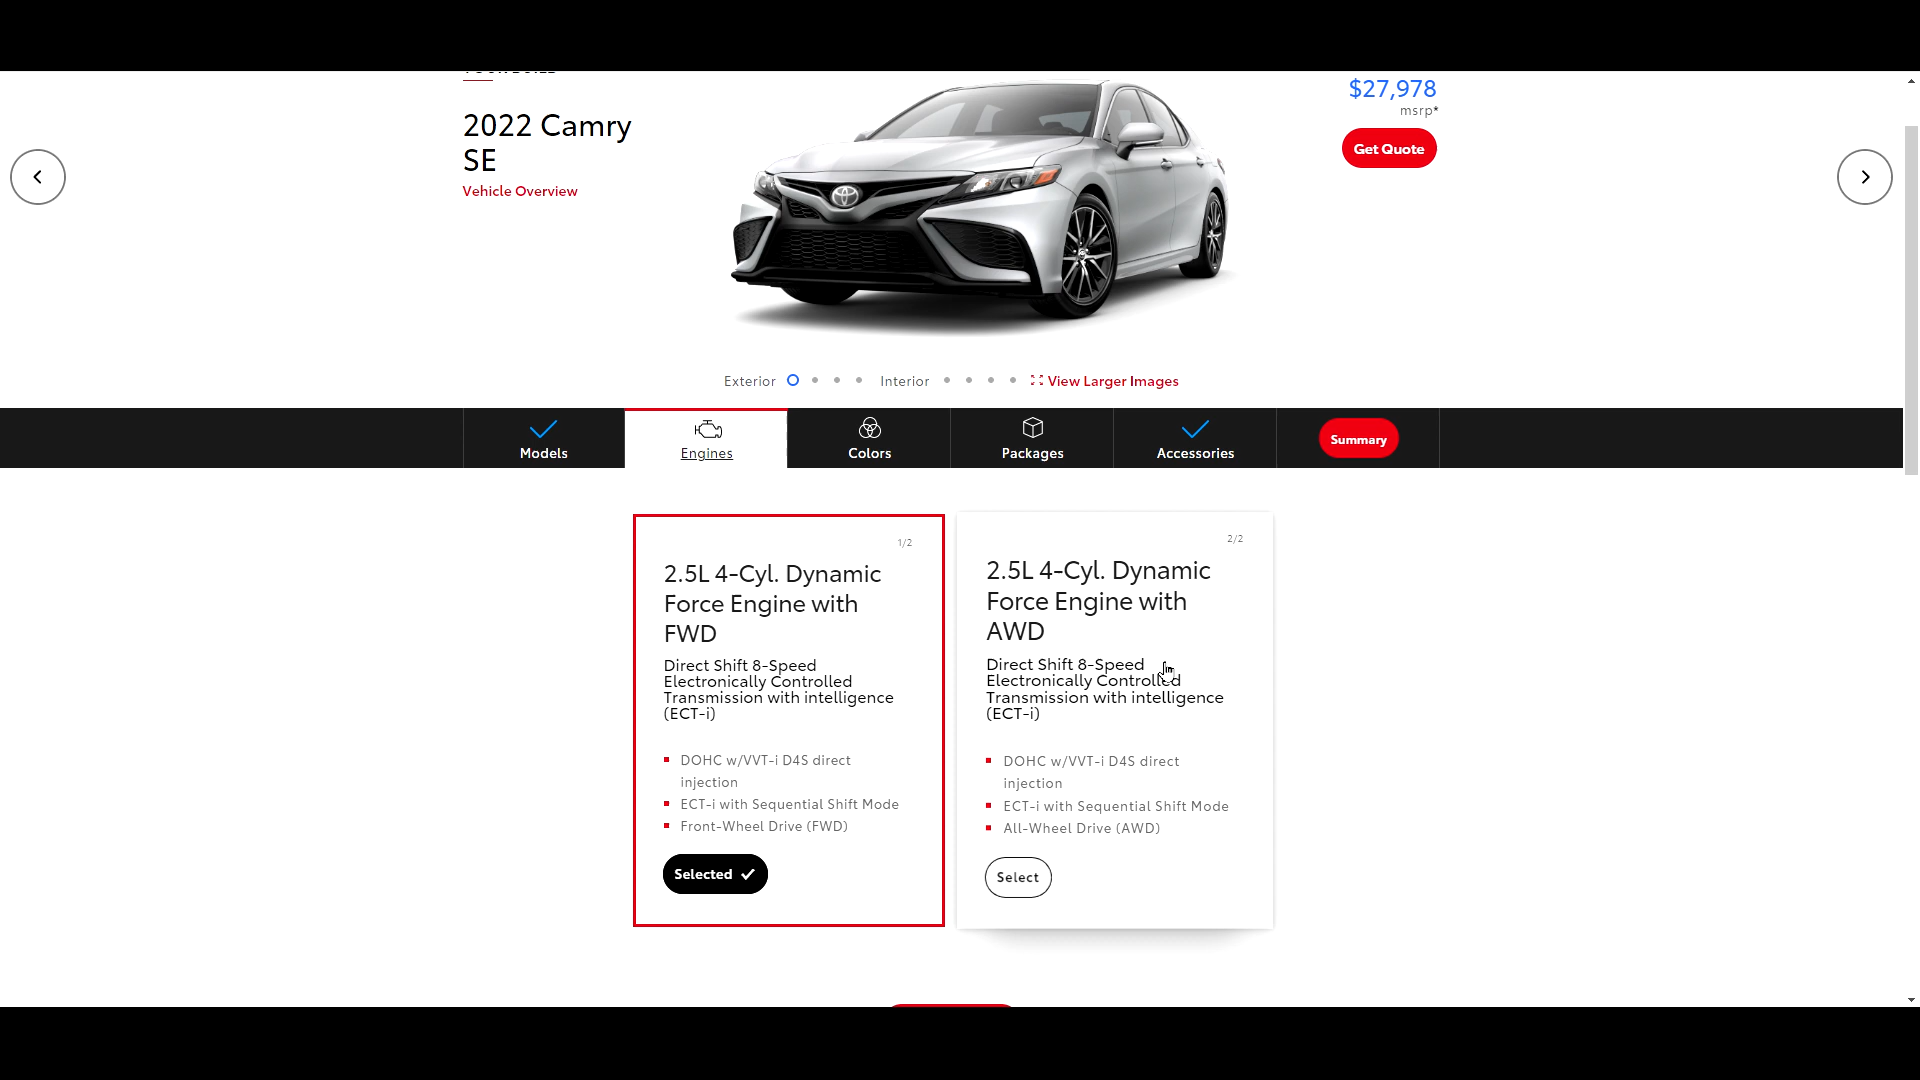 $27,978
msrp*
2022 Camry
SE
Get Quote
Vehicle Overview
Exterior
Interior
View Larger Images
Models
Engines
Colors
Packages
Accessories
Summary
1/2
2.5L 4-Cyl. Dynamic
Force Engine with
FWD
Direct Shift 8-Speed
Electronically Controlled
Transmission with intelligence
(ECT-i)
DOHC w/VVT-i D4S direct
injection
ECT-i with Sequential Shift Mode
Front-Wheel Drive (FWD)
Selected
2/2
2.5L 4-Cyl. Dynamic
Force Engine with
AWD
Direct Shift 8-Speed
Electronically Controlled
Transmission with intelligence
(ECT-i)
DOHC w/VVT-i D4S direct
injection
ECT-i with Sequential Shift Mode
All-Wheel Drive (AWD)
Select